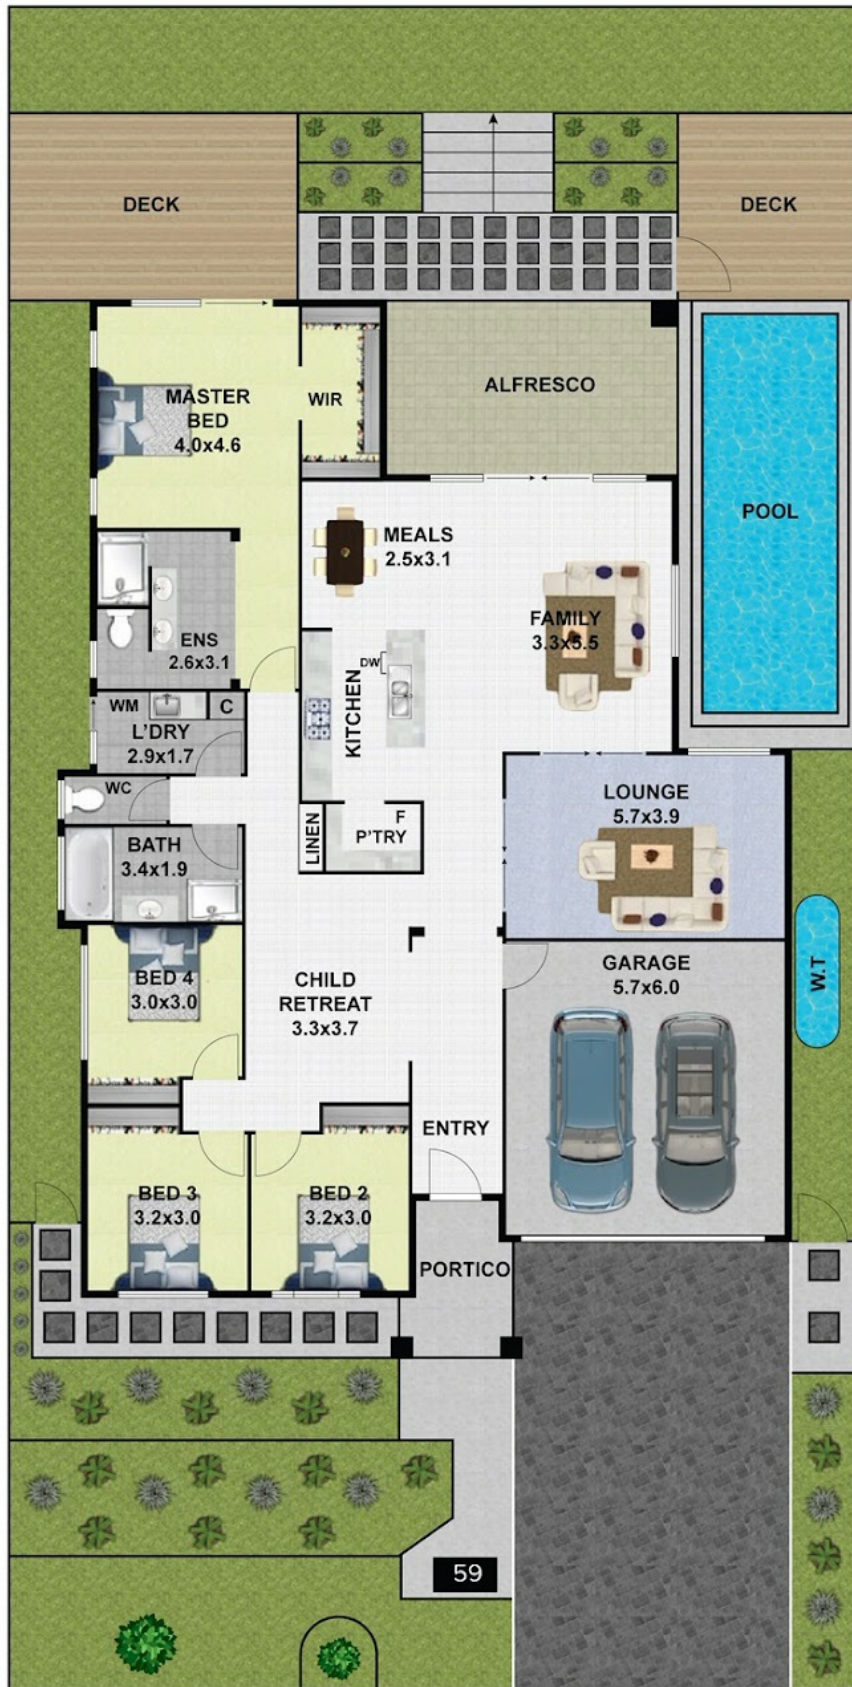 DECK
DECK
MASTER
BED
4.0x4.6
WIR
ALFRESCO
POOL
MEALS
2.5x3.1
FAMILY
3.3x5.5
ENS
2.6x3.1
DW
KITCHEN
WM
C
L'DRY
2.9x1.7
WC
LOUNGE
5.7x3.9
F
P'TRY
LINEN
BATH
3.4x1.9
BED 4
3.0x3.0
CHILD
RETREAT
3.3x3.7
GARAGE
5.7x6.0
W.T
ENTRY
BED 3
3.2x3.0
BED 2
3.2x3.0
PORTICO
59